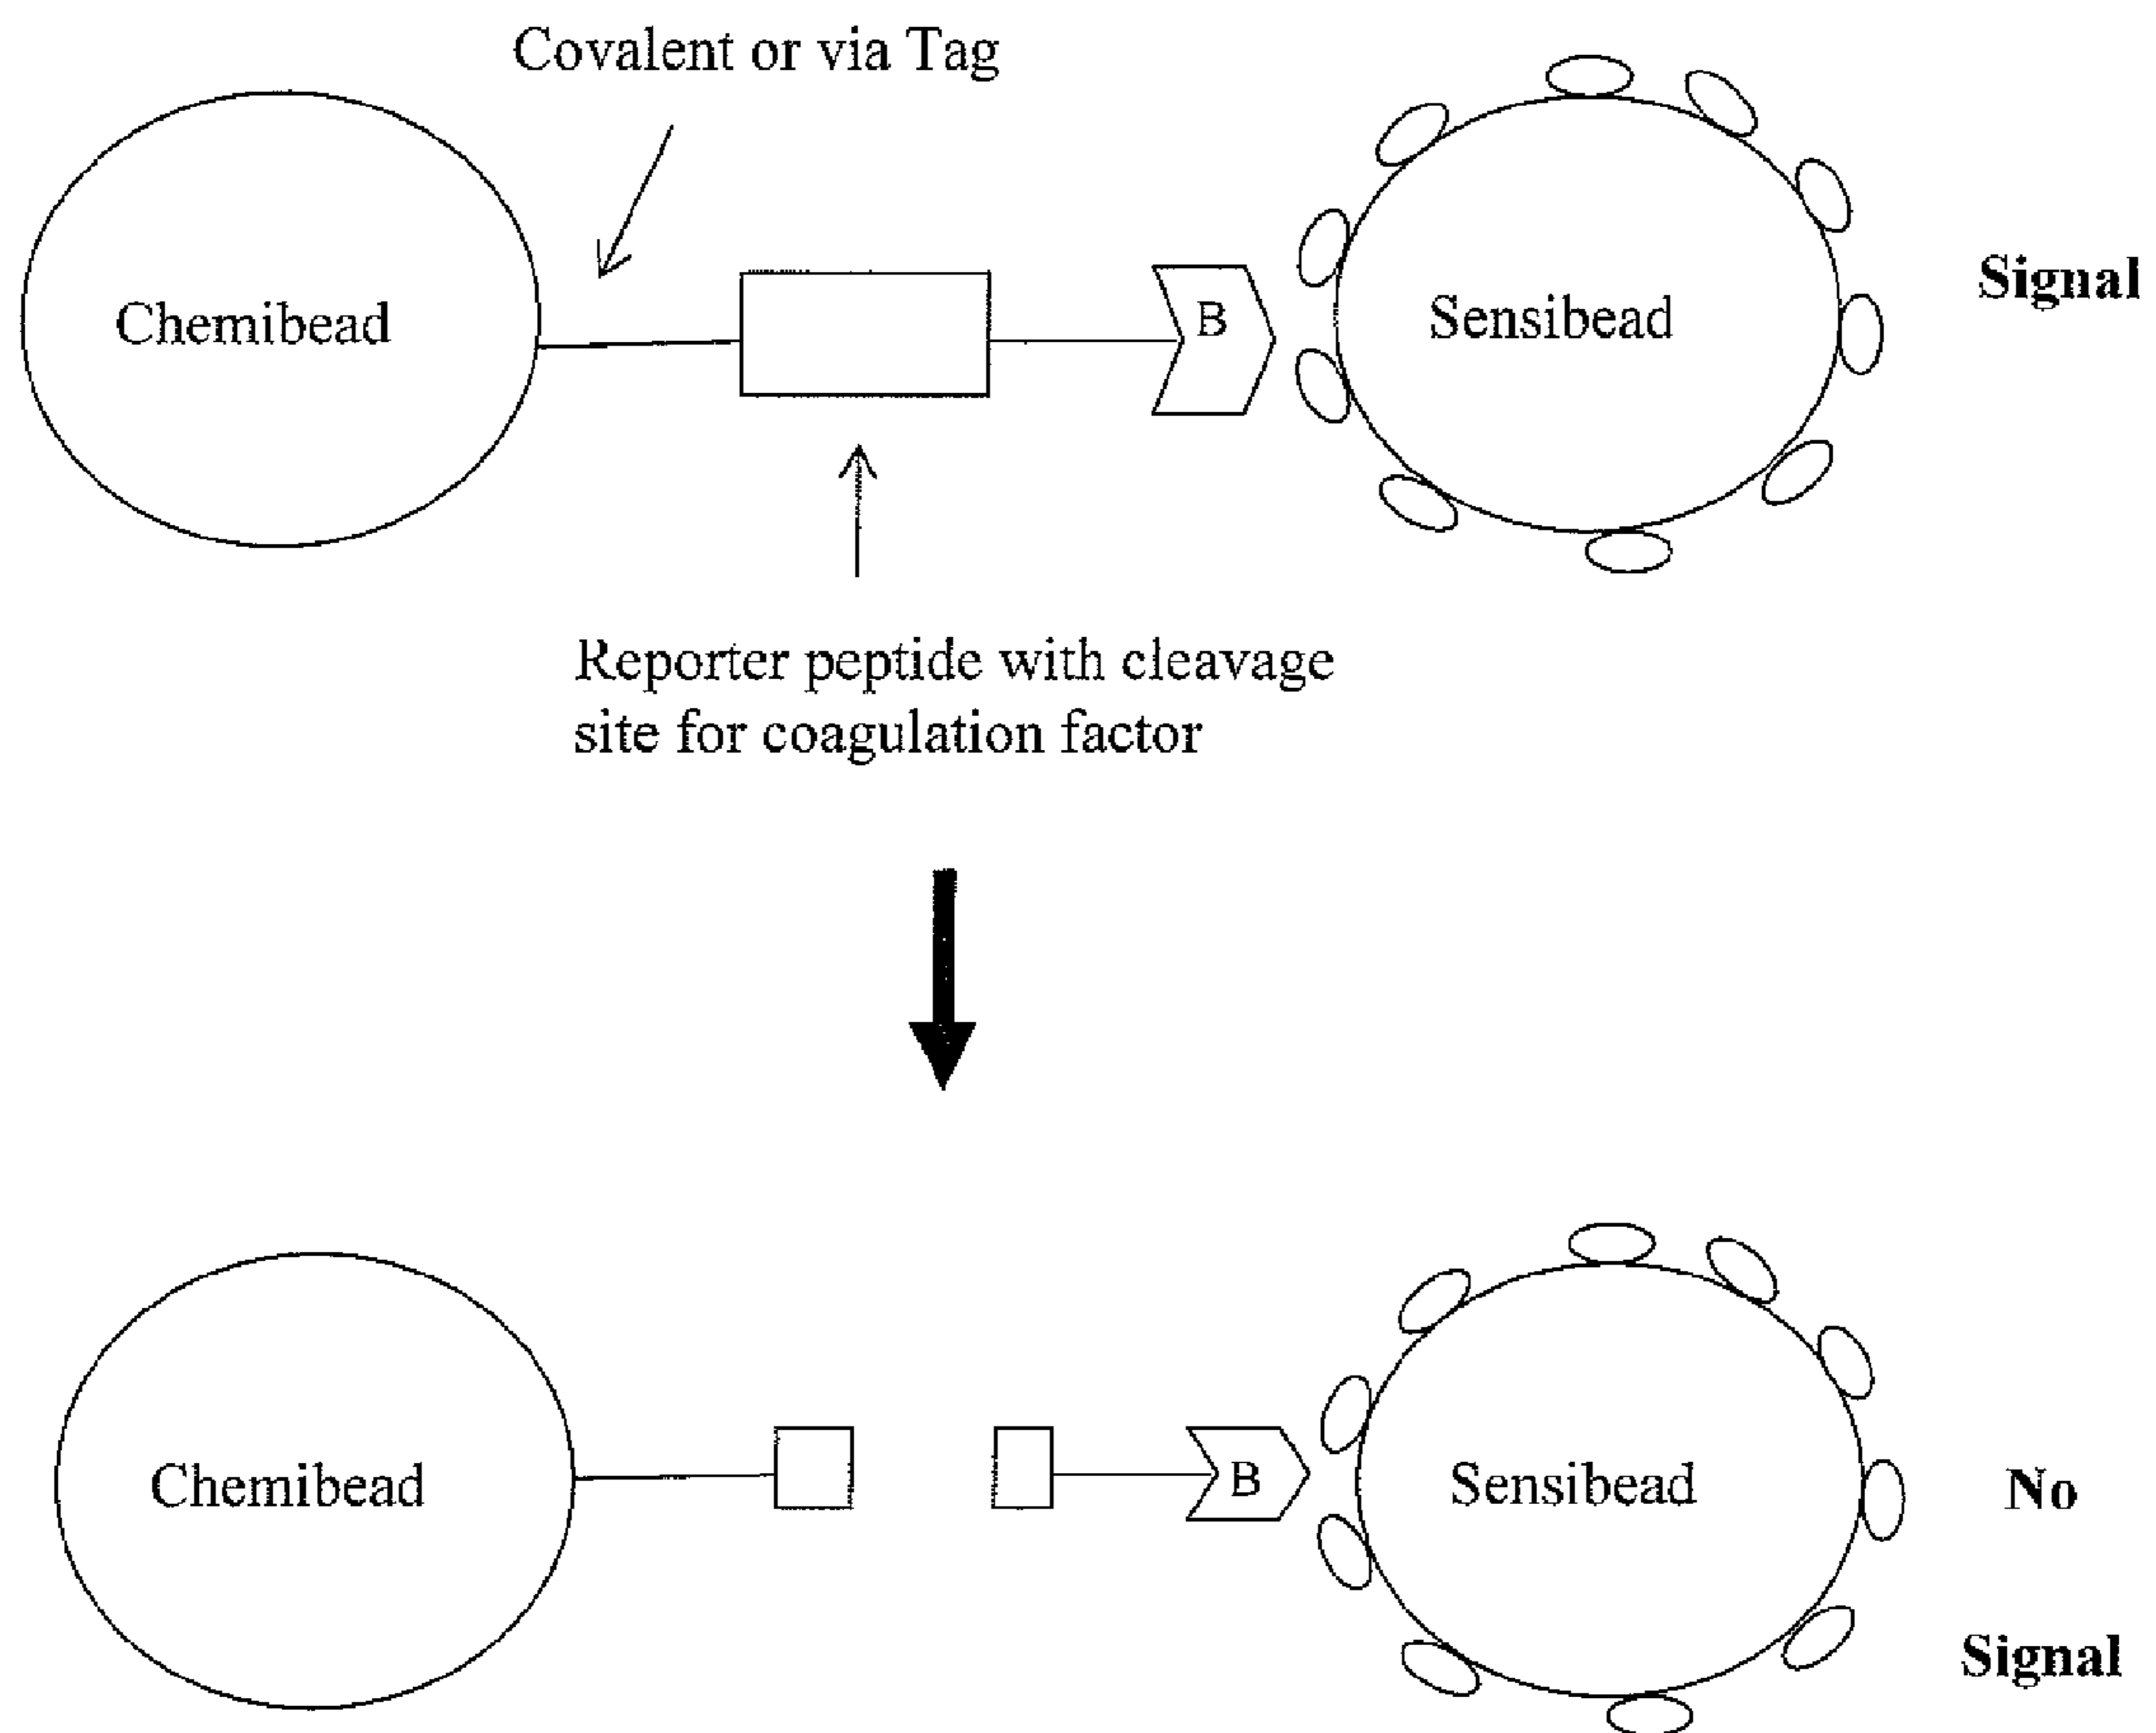 Covalent or via Tag
Chemibead
B
Sensibead
Signal
Reporter peptide with cleavage
site for coagulation factor
Chemibead
B
Sensibead
No
Signal